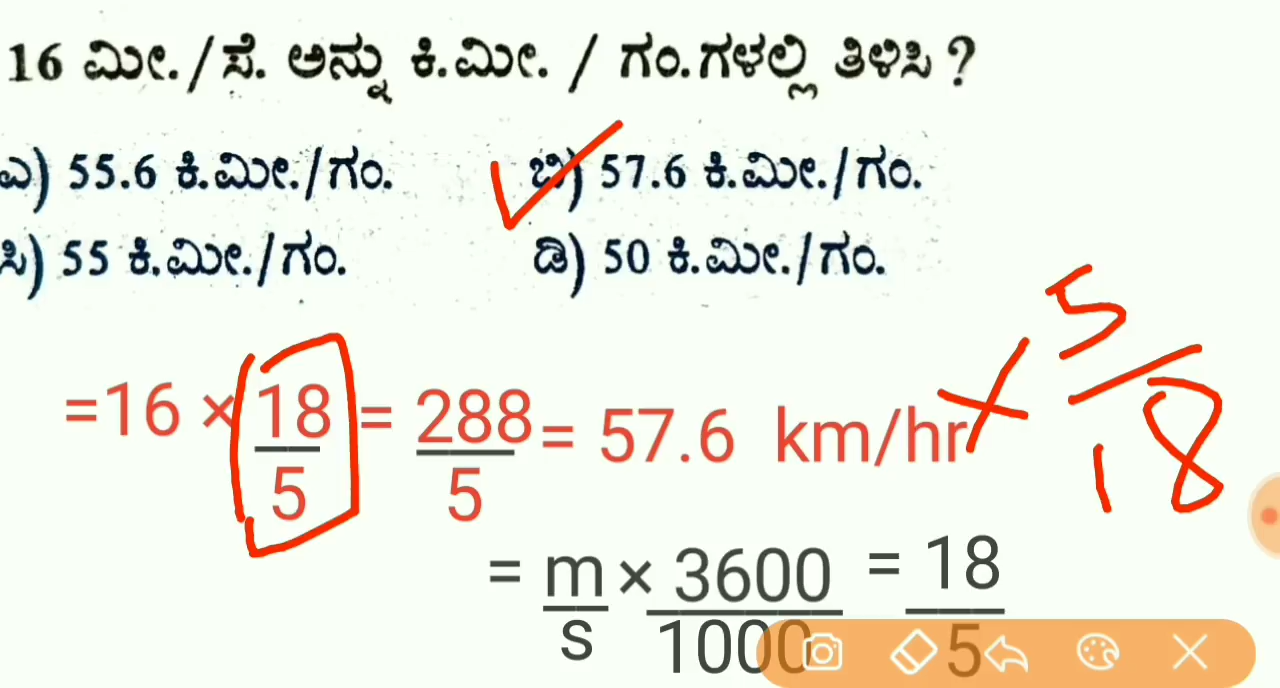 16 ಮೀ./ಸೆ. ಅನ್ನು ಕಿ.ಮೀ. / ಗಂ.ಗಳಲ್ಲಿ ತಿಳಿಸಿ ?
ಎ) 55.6 ಕಿ.ಮೀ./ಗಂ. ಬಿ) 57.6 ಕಿ.ಮೀ./ಗಂ.
ಸಿ) 55 ಕಿ.ಮೀ./ಗಂ. ಡಿ) 50 ಕಿ.ಮೀ./ಗಂ.
=16 × 18/5 = 288/5 = 57.6 km/hr × 5/18
= m/s × 3600/1000 = 18/5